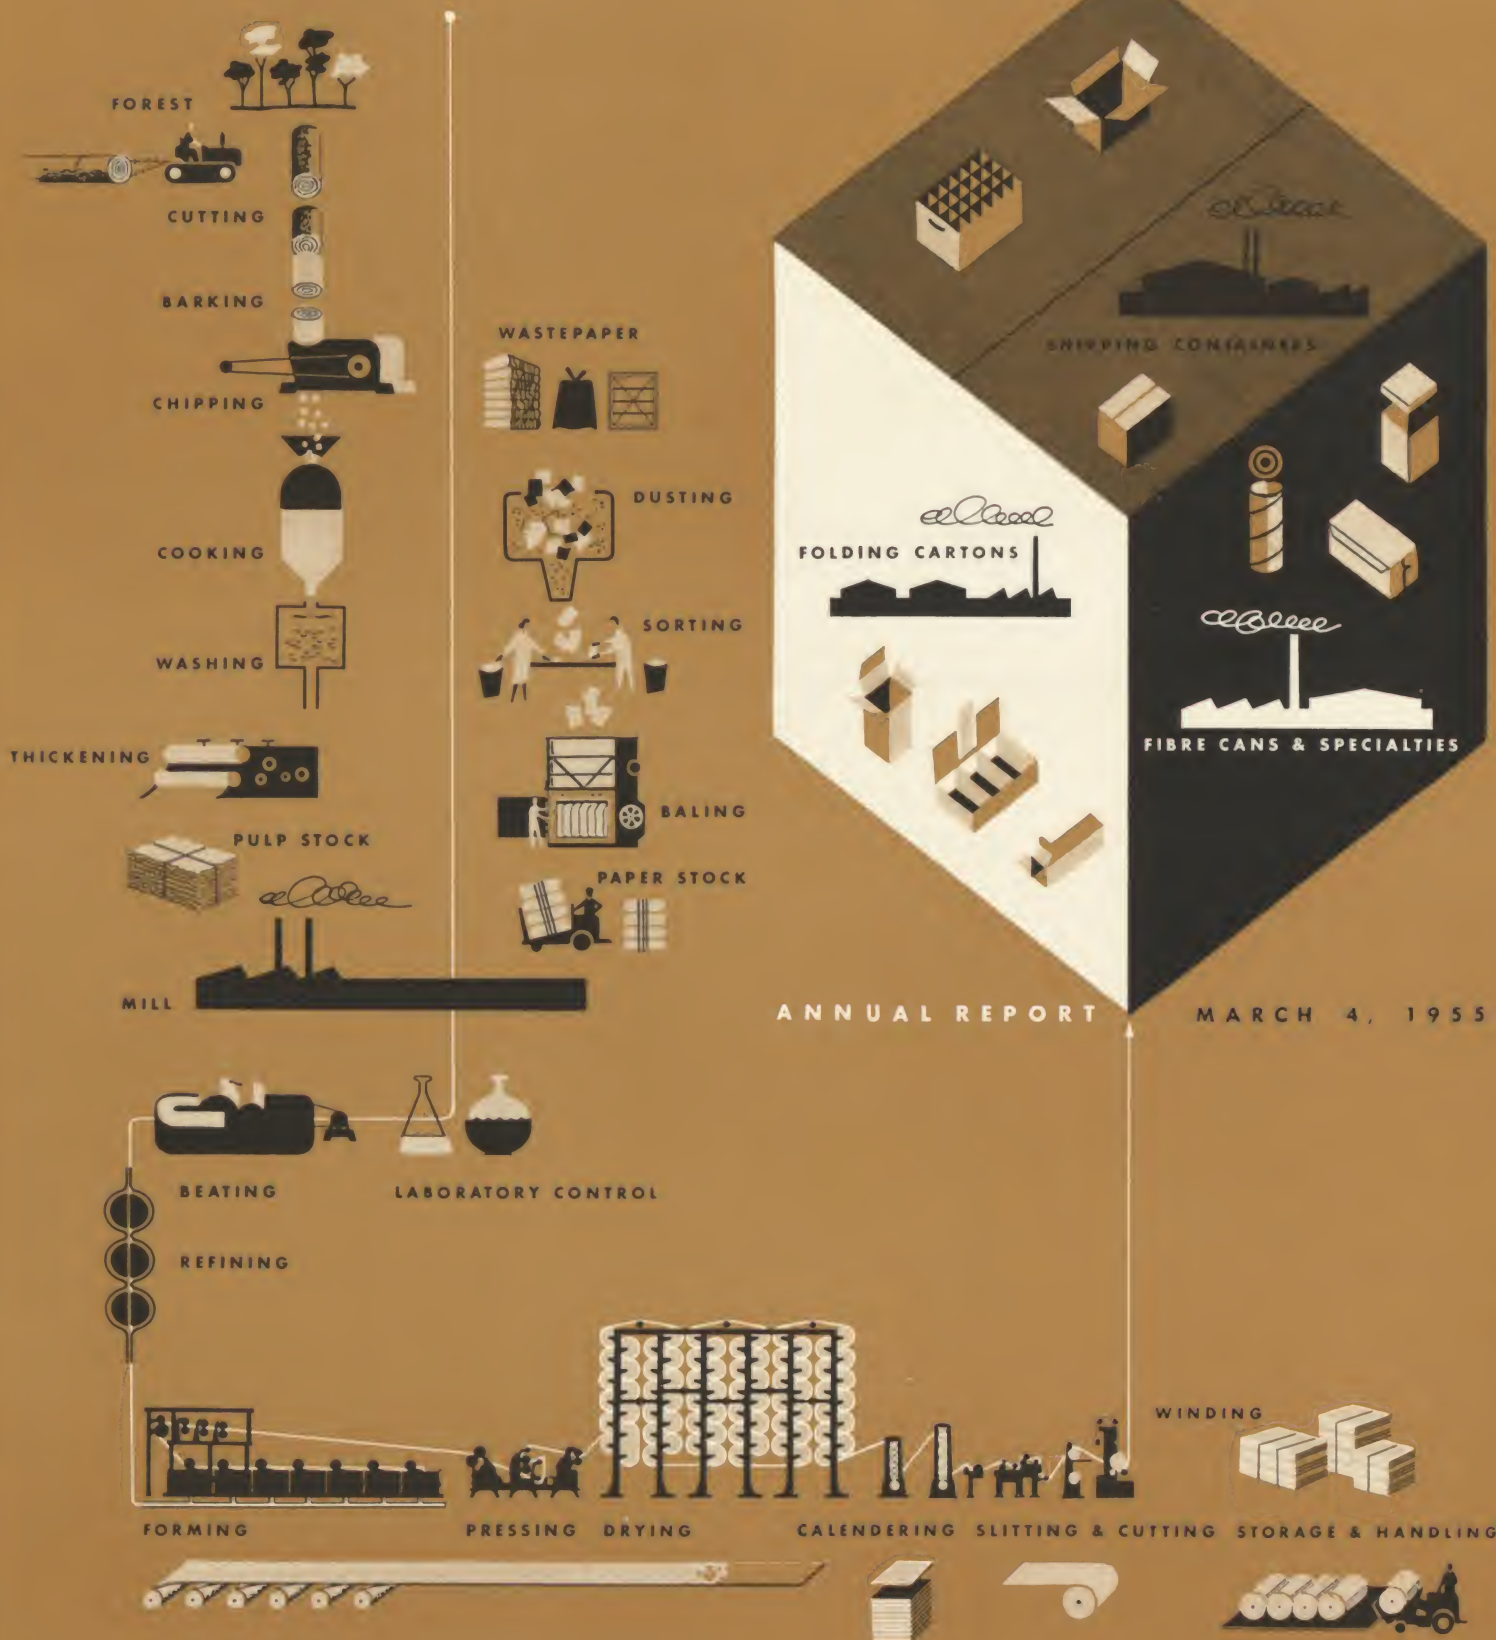 FOREST
CUTTING
BARKING
CHIPPING
COOKING
WASHING
THICKENING
PULP STOCK
MILL
WASTEPAPER
DUSTING
SORTING
BALING
PAPER STOCK
SHIPPING CONTAINERS
FOLDING CARTONS
FIBRE CANS & SPECIALTIES
ANNUAL REPORT MARCH 4, 1955
BEATING
LABORATORY CONTROL
REFINING
WINDING
FORMING
PRESSING
DRYING
CALENDERING
SLITTING & CUTTING
STORAGE & HANDLING